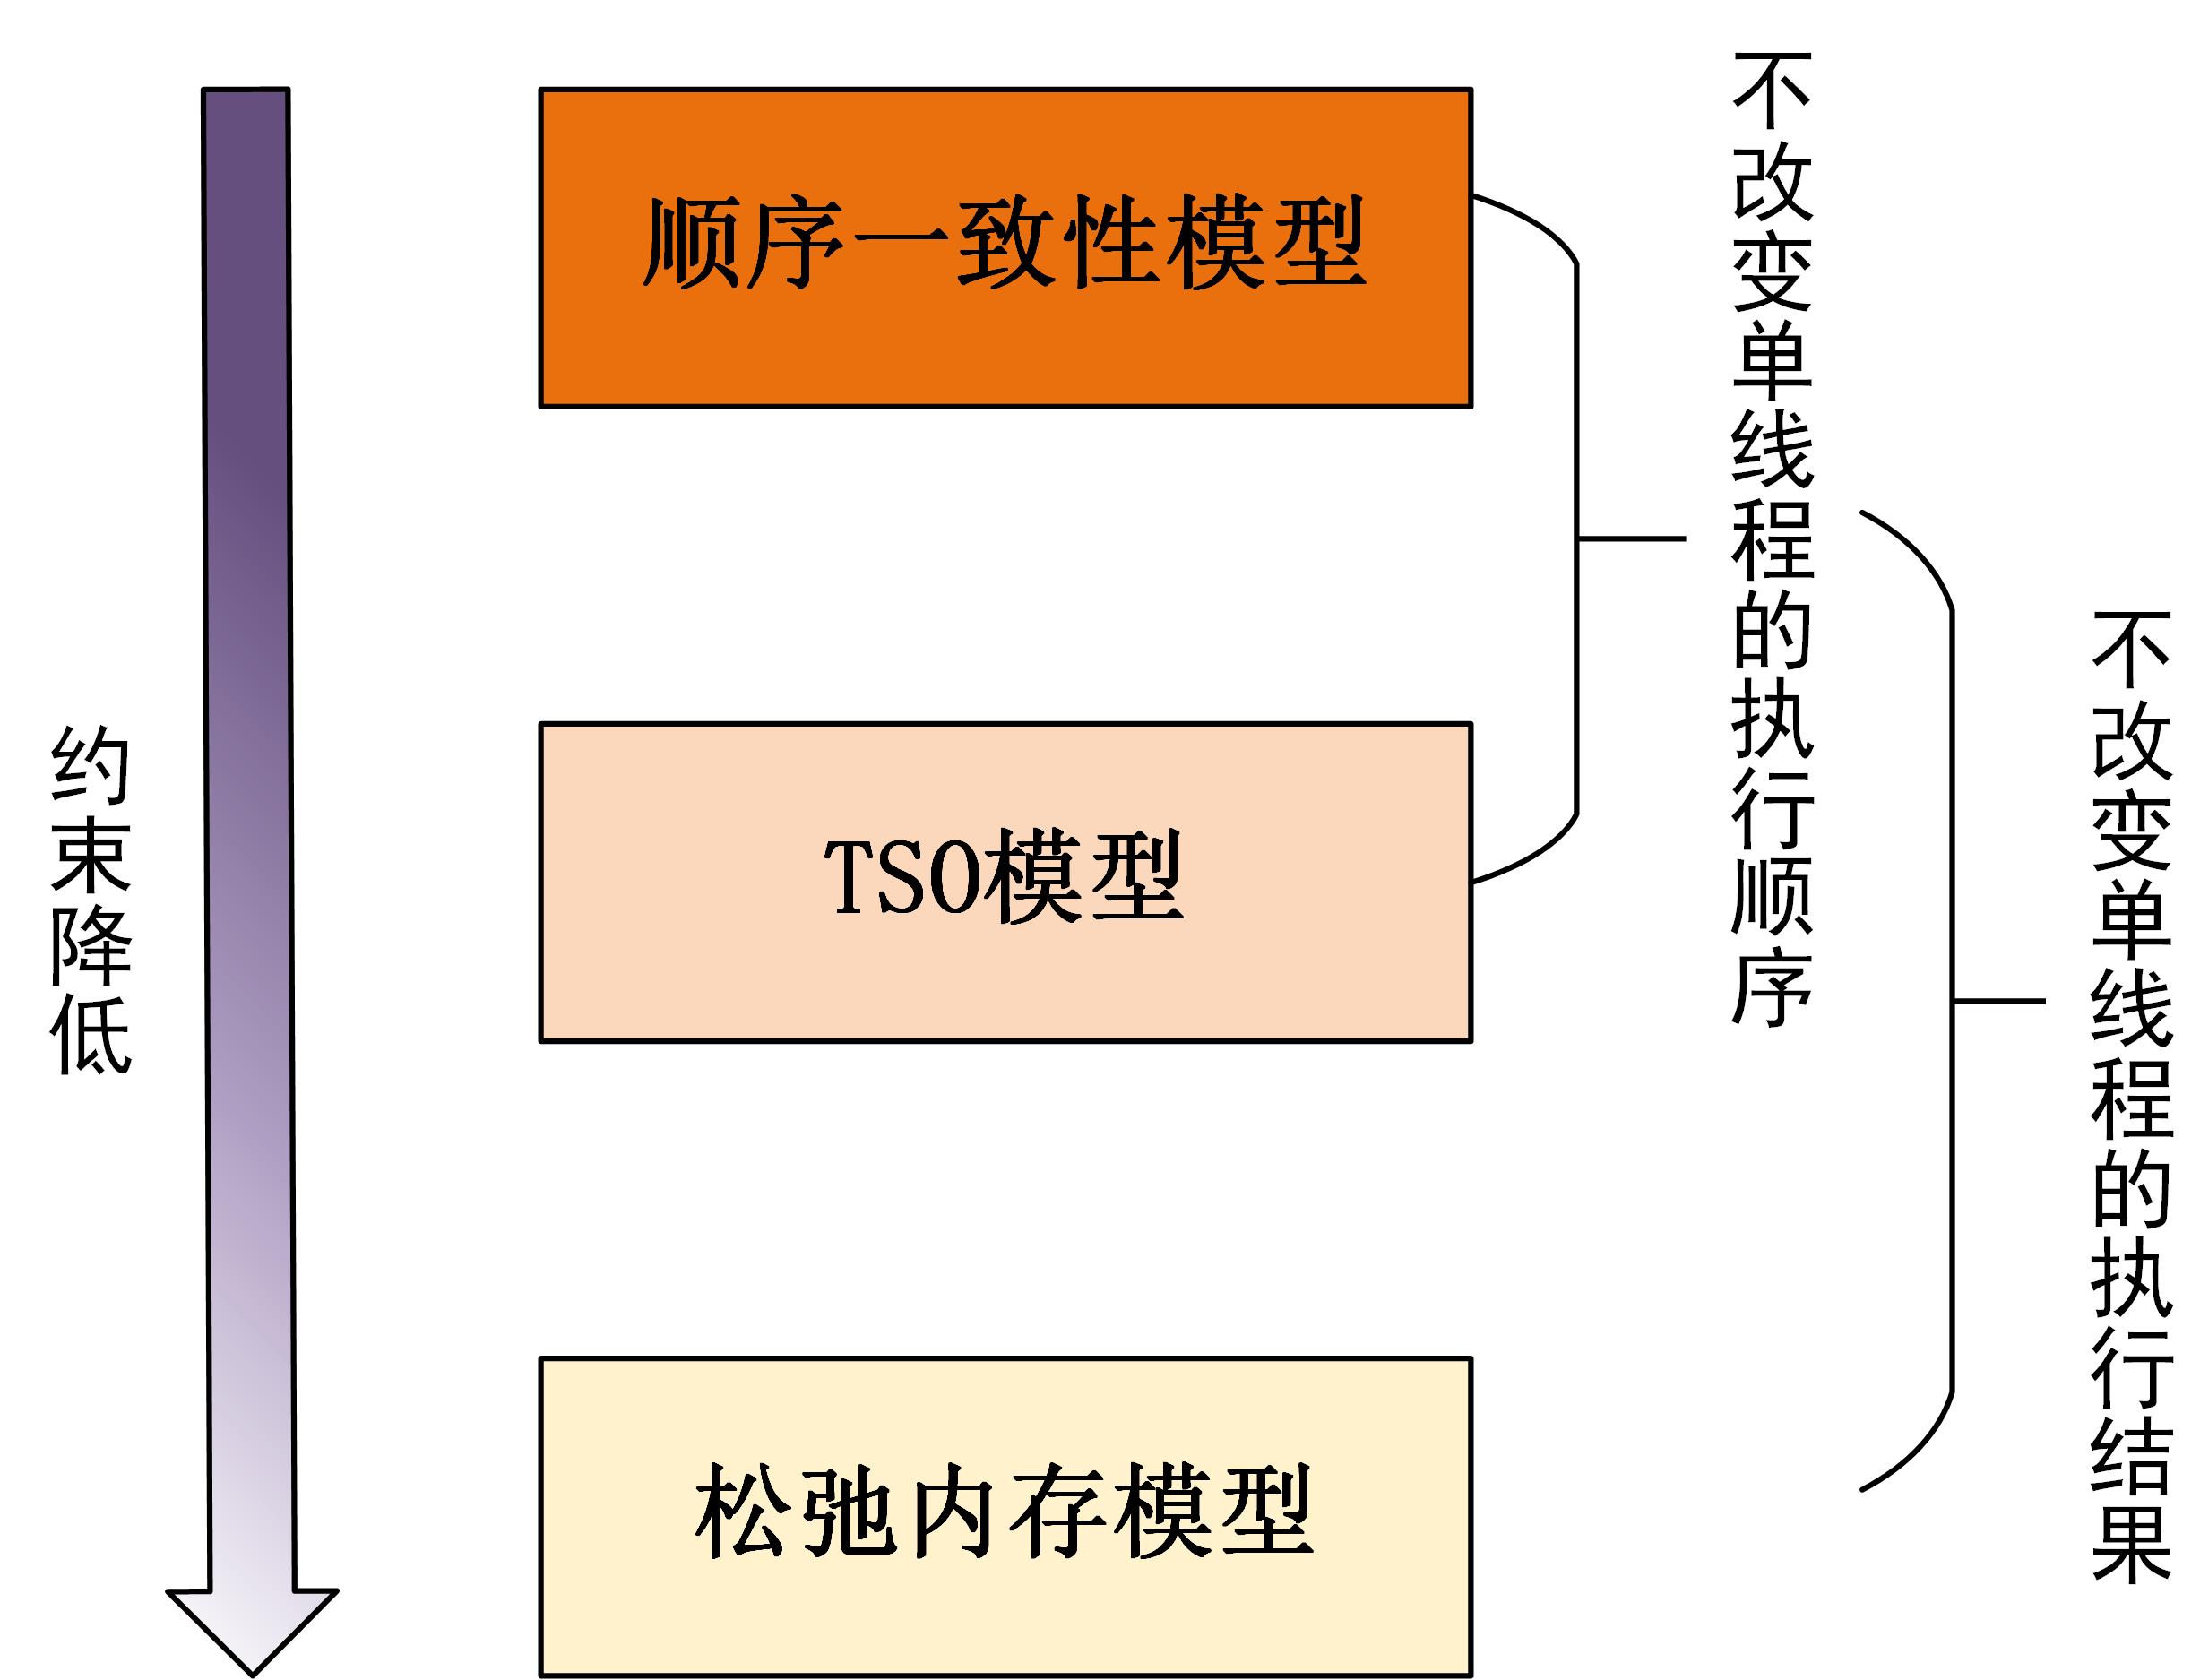 约束降低
顺序一致性模型
TSO模型
松弛内存模型
不改变单线程的执行顺序
不改变单线程的执行结果